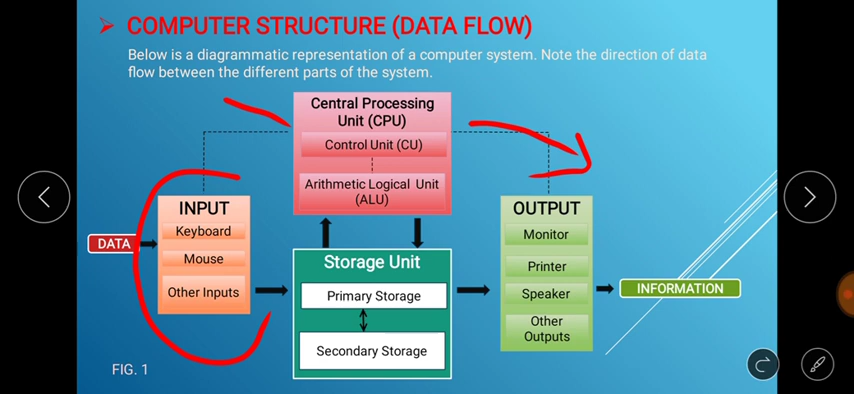 COMPUTER STRUCTURE (DATA FLOW)
Below is a diagrammatic representation of a computer system. Note the direction of data
flow between the different parts of the system.
Central Processing
Unit (CPU)
Control Unit (CU)
Arithmetic Logical Unit
(ALU)
INPUT
Keyboard
Mouse
Other Inputs
DATA
Storage Unit
Primary Storage
Secondary Storage
OUTPUT
Monitor
Printer
Speaker
Other
Outputs
INFORMATION
FIG. 1